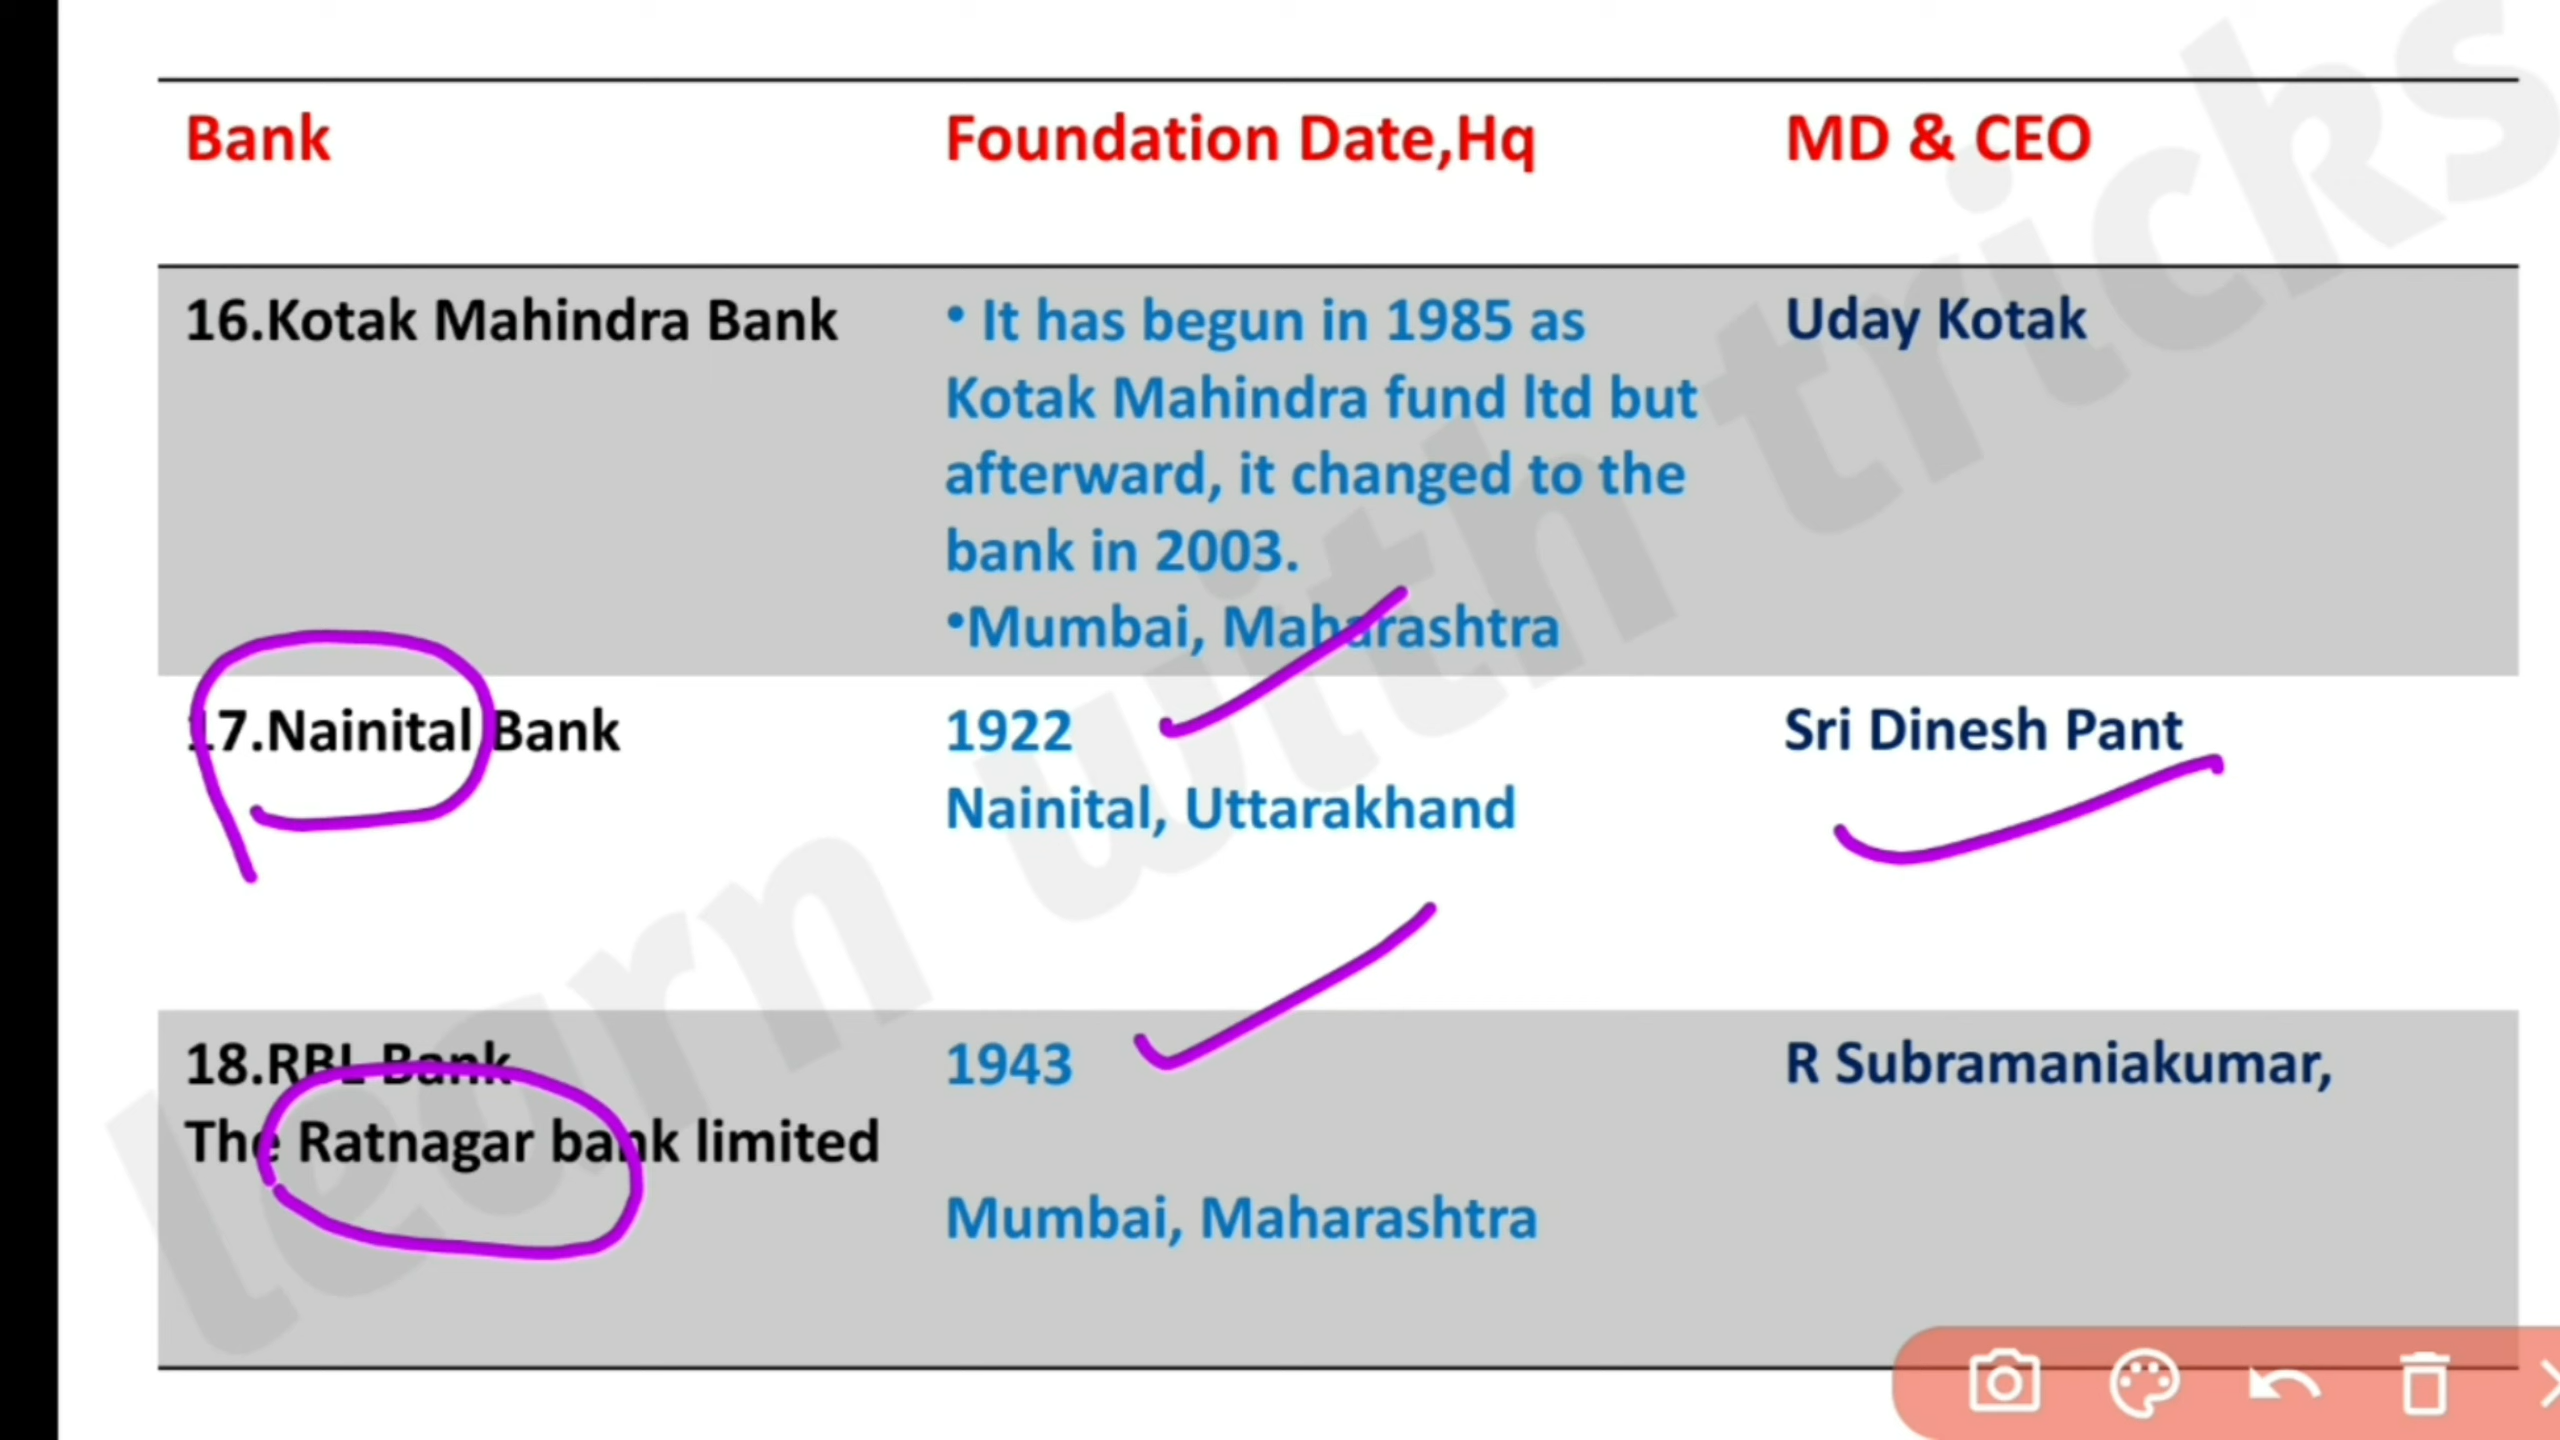 Bank Foundation Date,Hq MD & CEO
16.Kotak Mahindra Bank • It has begun in 1985 as Uday Kotak
Kotak Mahindra fund ltd but
afterward, it changed to the
bank in 2003.
•Mumbai, Maharashtra
17.Nainital Bank 1922 Sri Dinesh Pant
Nainital, Uttarakhand
18.RBL Bank 1943 R Subramaniakumar,
The Ratnagar bank limited
Mumbai, Maharashtra
learn with tricks